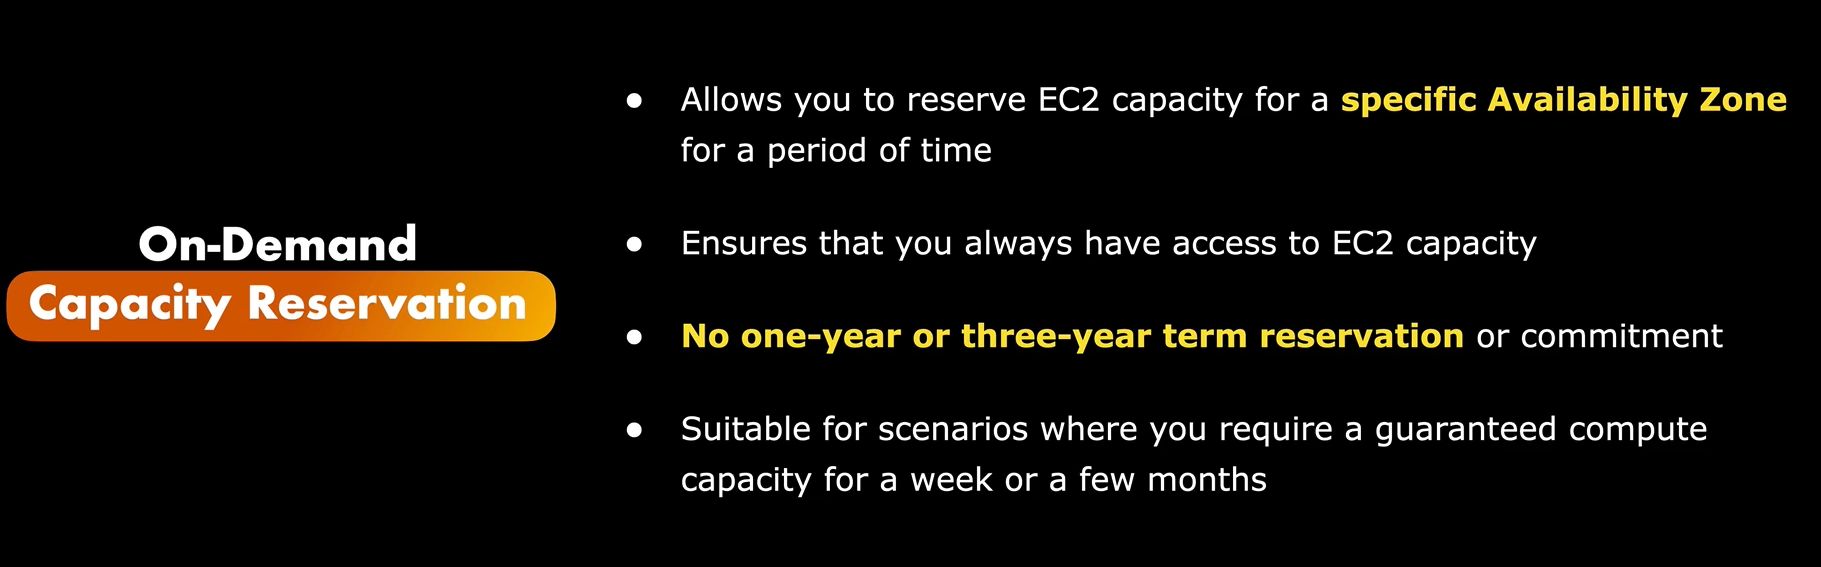 On-Demand
Capacity Reservation
● Allows you to reserve EC2 capacity for a specific Availability Zone
for a period of time
● Ensures that you always have access to EC2 capacity
● No one-year or three-year term reservation or commitment
● Suitable for scenarios where you require a guaranteed compute
capacity for a week or a few months